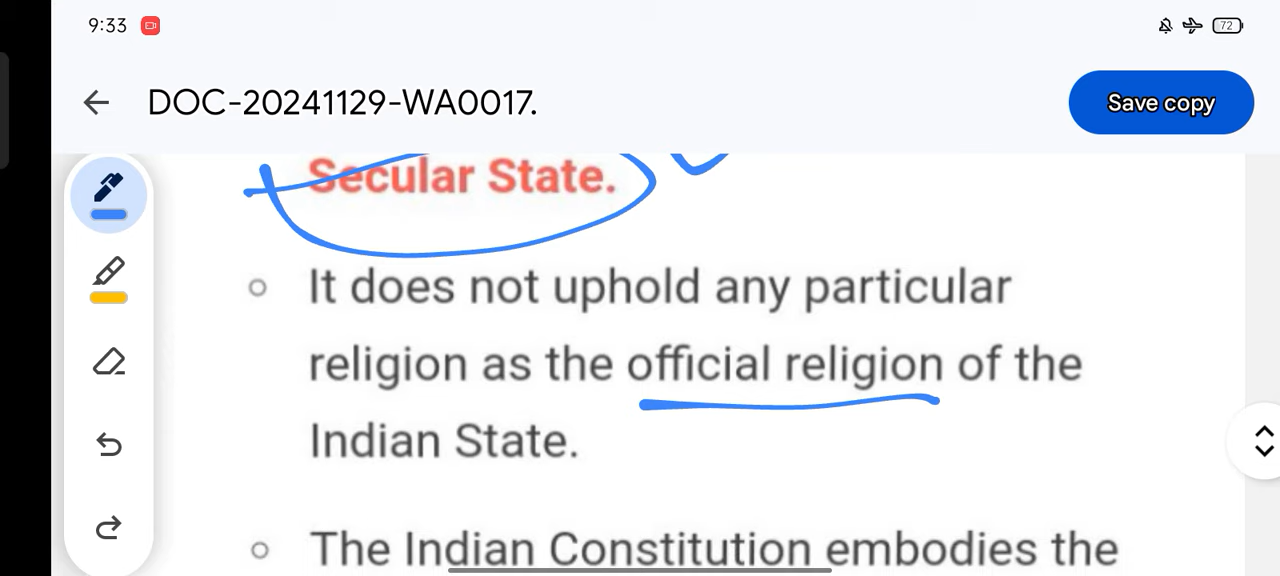 9:33
72
DOC-20241129-WA0017.
Save copy
Secular State.
It does not uphold any particular
religion as the official religion of the
Indian State.
The Indian Constitution embodies the